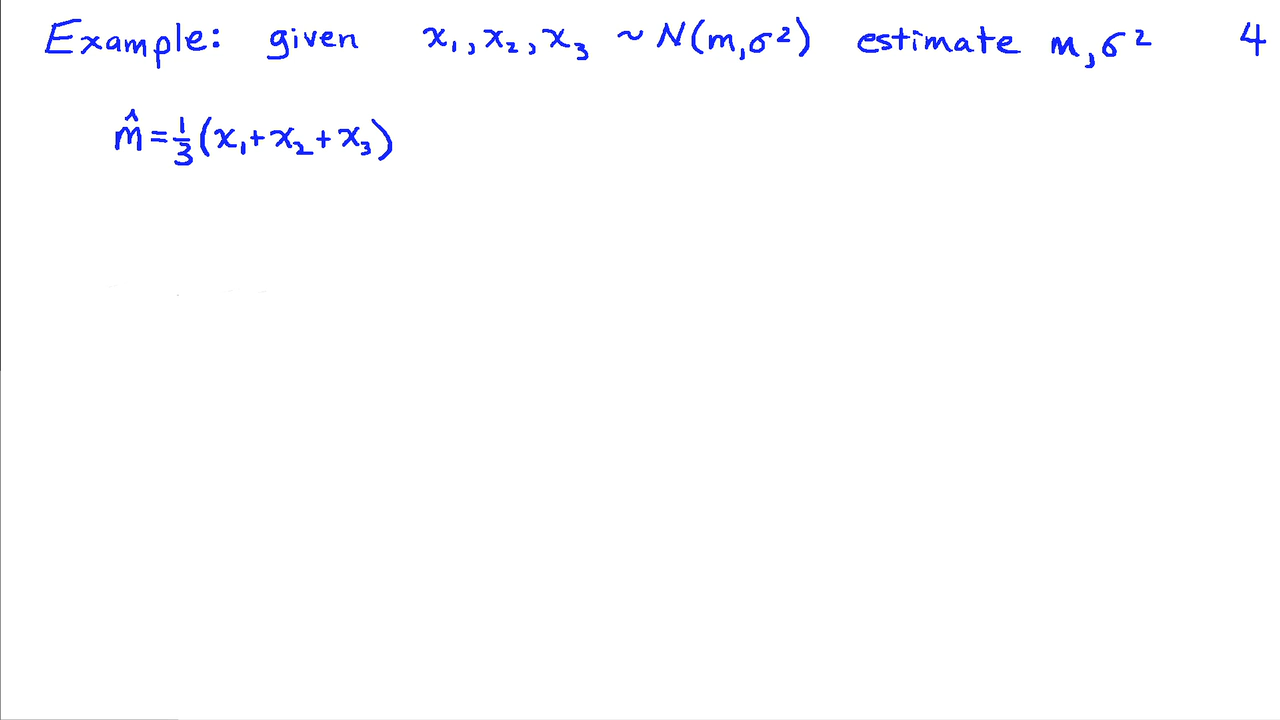 Example: given x₁, x₂, x₃ ~ N(m, σ²) estimate m, σ² 4
m̂ = 1/3 (x₁ + x₂ + x₃)